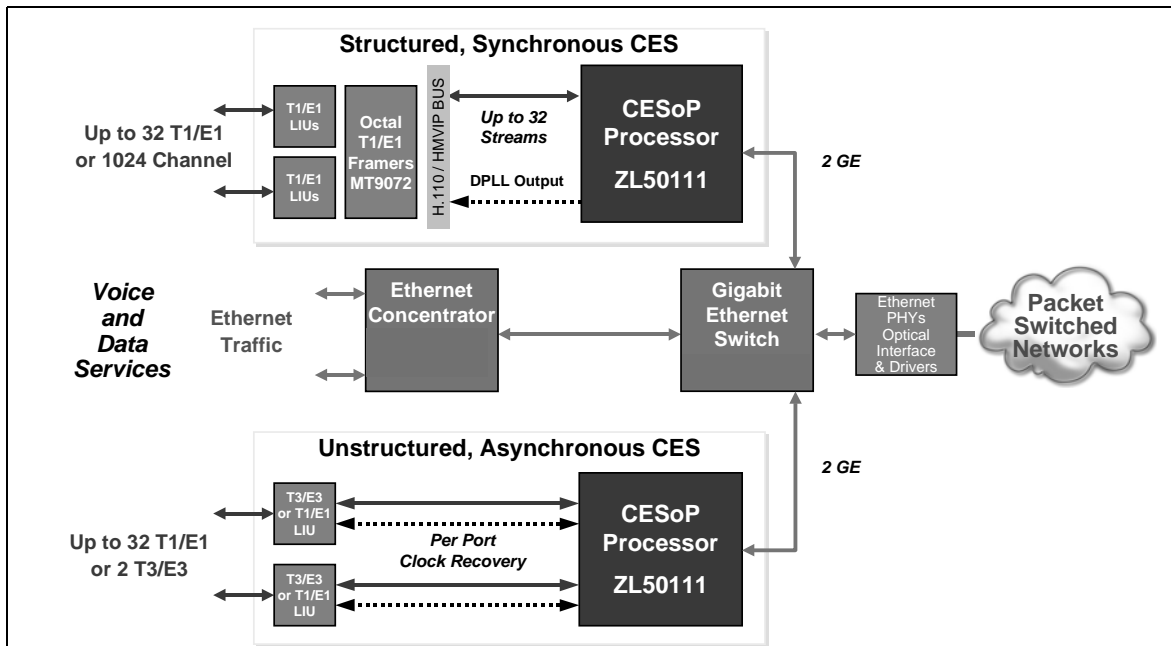 Structured, Synchronous CES
Up to 32 T1/E1
or 1024 Channel
T1/E1
LIUs
T1/E1
LIUs
Octal
T1/E1
Framers
MT9072
H.110 / HMVIP BUS
Up to 32
Streams
DPLL Output
CESoP
Processor
ZL50111
2 GE
Voice
and
Data
Services
Ethernet
Traffic
Ethernet
Concentrator
Gigabit
Ethernet
Switch
Ethernet
PHYs
Optical
Interface
& Drivers
Packet
Switched
Networks
2 GE
Unstructured, Asynchronous CES
Up to 32 T1/E1
or 2 T3/E3
T3/E3
or T1/E1
LIU
T3/E3
or T1/E1
LIU
Per Port
Clock Recovery
CESoP
Processor
ZL50111